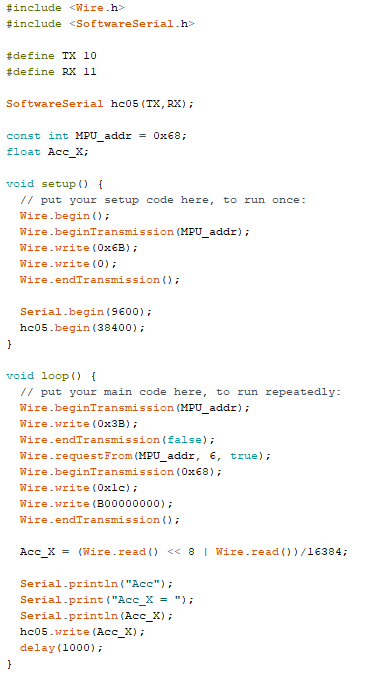 #include <Wire.h>
#include <SoftwareSerial.h>
#define TX 10
#define RX 11
SoftwareSerial hc05(TX,RX);
const int MPU_addr = 0x68;
float Acc_X;
void setup() {
// put your setup code here, to run once:
Wire.begin();
Wire.beginTransmission(MPU_addr);
Wire.write(0x6B);
Wire.write(0);
Wire.endTransmission();
Serial.begin(9600);
hc05.begin(38400);
}
void loop() {
// put your main code here, to run repeatedly:
Wire.beginTransmission(MPU_addr);
Wire.write(0x3B);
Wire.endTransmission(false);
Wire.requestFrom(MPU_addr, 6, true);
Wire.beginTransmission(0x68);
Wire.write(0x1c);
Wire.write(B00000000);
Wire.endTransmission();
Acc_X = (Wire.read() << 8 | Wire.read())/16384;
Serial.println("Acc");
Serial.print("Acc_X = ");
Serial.println(Acc_X);
hc05.write(Acc_X);
delay(1000);
}